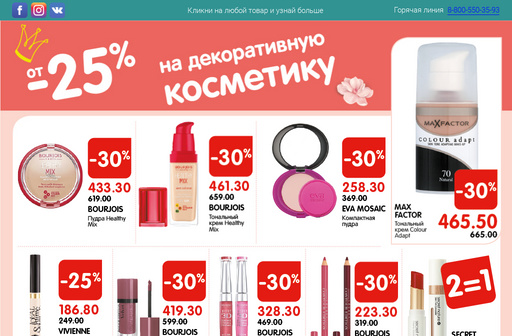 Кликни на любой товар и узнай больше
Горячая линия 8-800-550-35-93
от -25% на декоративную
косметику
MAXFACTOR
COLOUR adapt
70
Natural
-30%
433.30
619.00
BOURJOIS
Пудра Healthy
Mix
-30%
461.30
659.00
BOURJOIS
Тональный
крем Healthy
Mix
-30%
258.30
369.00
EVA MOSAIC
Компактная
пудра
-30%
MAX
FACTOR
Тональный
крем Colour
Adapt
465.50
665.00
-25%
186.80
249.00
VIVIENNE
-30%
419.30
599.00
BOURJOIS
-30%
328.30
469.00
BOURJOIS
-30%
223.30
319.00
BOURJOIS
2=1
SECRET